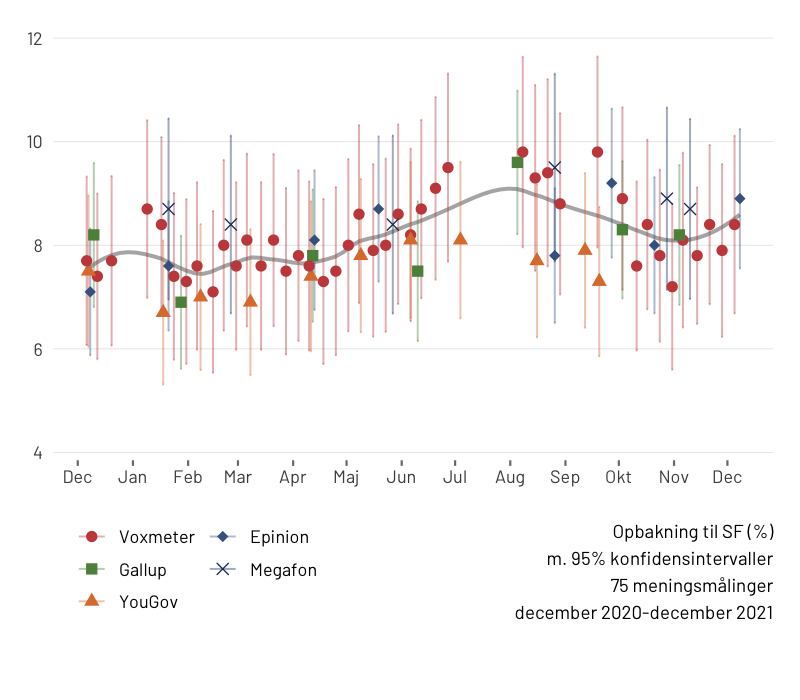 12
10
8
6
4
Dec Jan Feb Mar Apr Maj Jun Jul Aug Sep Okt Nov Dec
Voxmeter Epinion
Gallup Megafon
YouGov
Opbakning til SF (%)
m. 95% konfidensintervaller
75 meningsmålinger
december 2020-december 2021